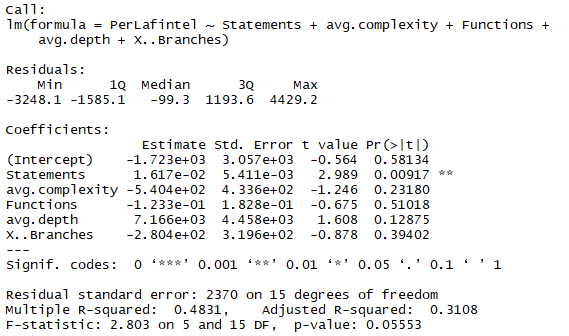 Call:
lm(formula = PerLafintel ~ Statements + avg.complexity + Functions +
    avg.depth + X..Branches)
Residuals:
    Min      1Q  Median      3Q     Max
-3248.1 -1585.1   -99.3  1193.6  4429.2
Coefficients:
                 Estimate Std. Error t value Pr(>|t|)
(Intercept)    -1.723e+03  3.057e+03  -0.564  0.58134
Statements      1.617e-02  5.411e-03   2.989  0.00917 **
avg.complexity -5.404e+02  4.336e+02  -1.246  0.23180
Functions      -1.233e-01  1.828e-01  -0.675  0.51018
avg.depth       7.166e+03  4.458e+03   1.608  0.12875
X..Branches    -2.804e+02  3.196e+02  -0.878  0.39402
---
Signif. codes:  0 ‘***’ 0.001 ‘**’ 0.01 ‘*’ 0.05 ‘.’ 0.1 ‘ ’ 1
Residual standard error: 2370 on 15 degrees of freedom
Multiple R-squared:  0.4831,    Adjusted R-squared:  0.3108
F-statistic: 2.803 on 5 and 15 DF,  p-value: 0.05553